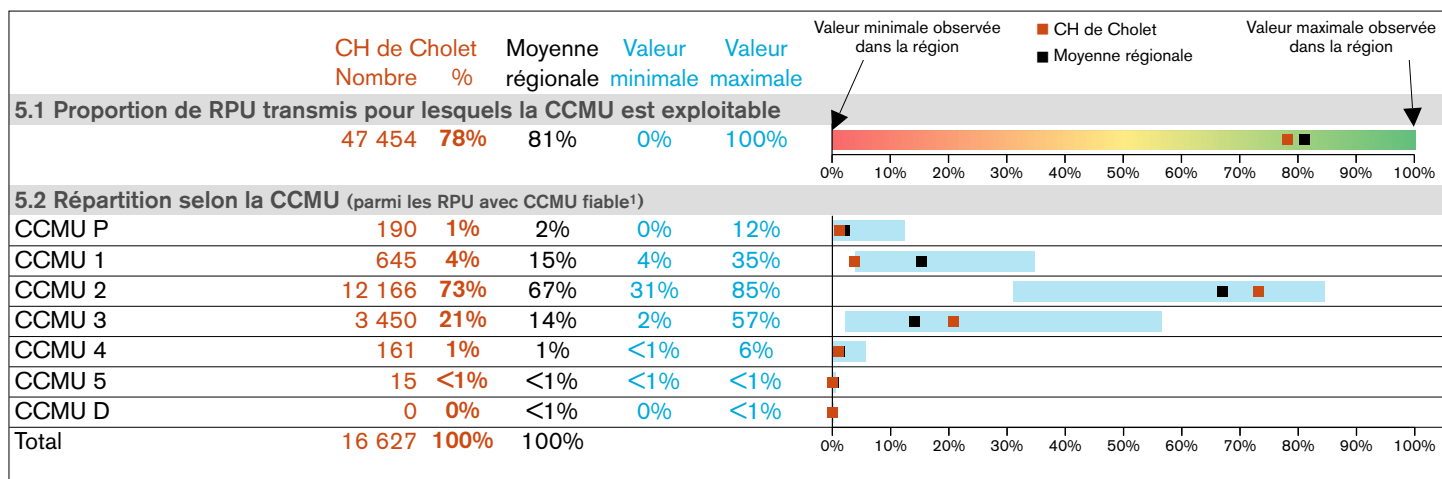 CH de Cholet Moyenne Valeur Valeur
Nombre % régionale minimale maximale
Valeur minimale observée
dans la région
CH de Cholet
Moyenne régionale
Valeur maximale observée
dans la région
5.1 Proportion de RPU transmis pour lesquels la CCMU est exploitable
47 454 78% 81% 0% 100%
0% 10% 20% 30% 40% 50% 60% 70% 80% 90% 100%
5.2 Répartition selon la CCMU (parmi les RPU avec CCMU fiable¹)
CCMU P 190 1% 2% 0% 12%
CCMU 1 645 4% 15% 4% 35%
CCMU 2 12 166 73% 67% 31% 85%
CCMU 3 3 450 21% 14% 2% 57%
CCMU 4 161 1% 1% <1% 6%
CCMU 5 15 <1% <1% <1% <1%
CCMU D 0 0% <1% 0% <1%
Total 16 627 100% 100%
0% 10% 20% 30% 40% 50% 60% 70% 80% 90% 100%